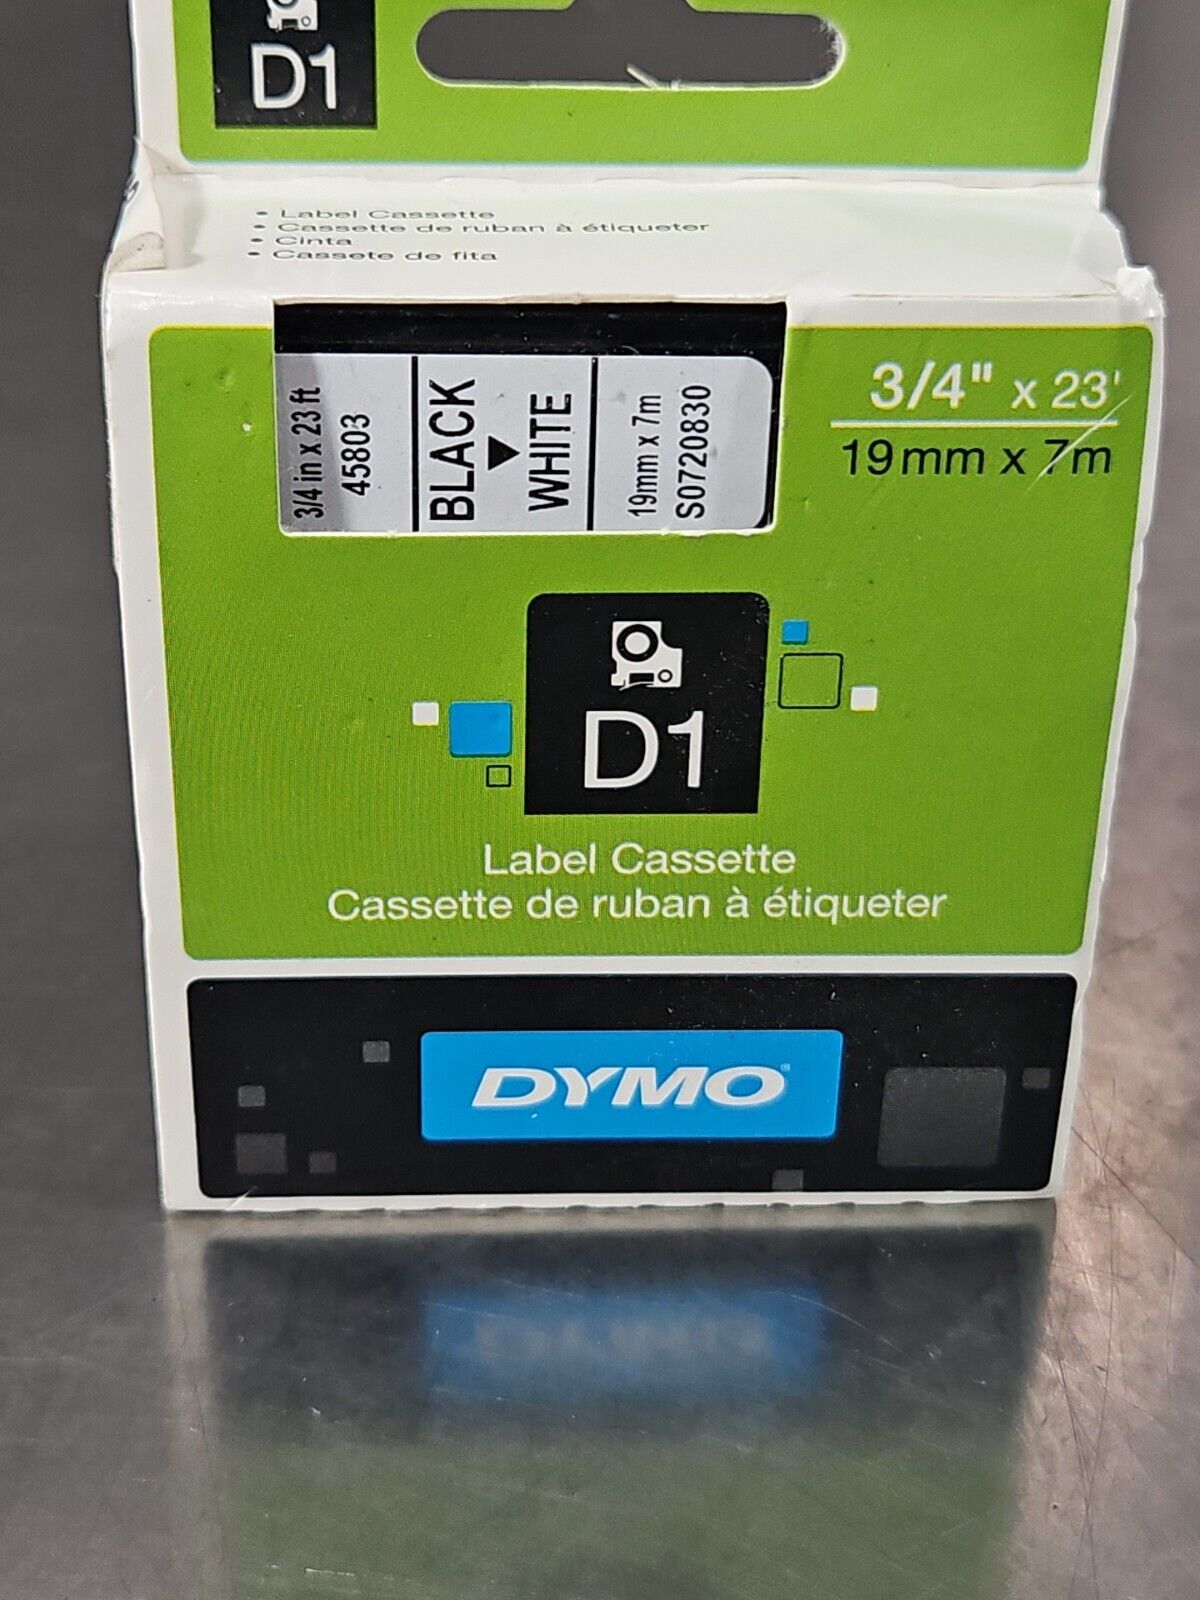 D1
• Label Cassette
• Cassette de ruban à étiqueter
• Cinta
• Cassete de fita
3/4 in x 23 ft
45803
BLACK
WHITE
19mm x 7m
S0720830
3/4" x 23'
19mm x 7m
D1
Label Cassette
Cassette de ruban à étiqueter
DYMO®